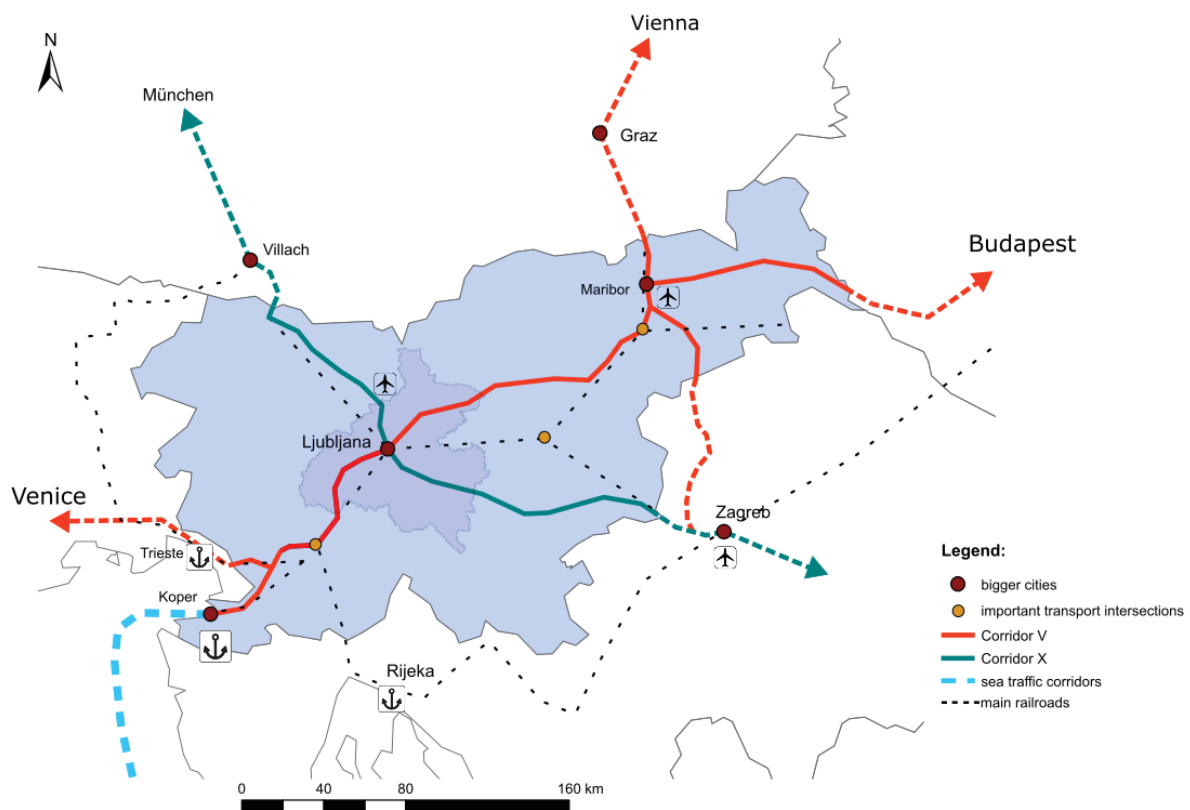 Vienna
N
München
Graz
Villach
Budapest
Maribor
Ljubljana
Venice
Zagreb
Trieste
Koper
Rijeka
Legend:
bigger cities
important transport intersections
Corridor V
Corridor X
sea traffic corridors
main railroads
0 40 80 160 km